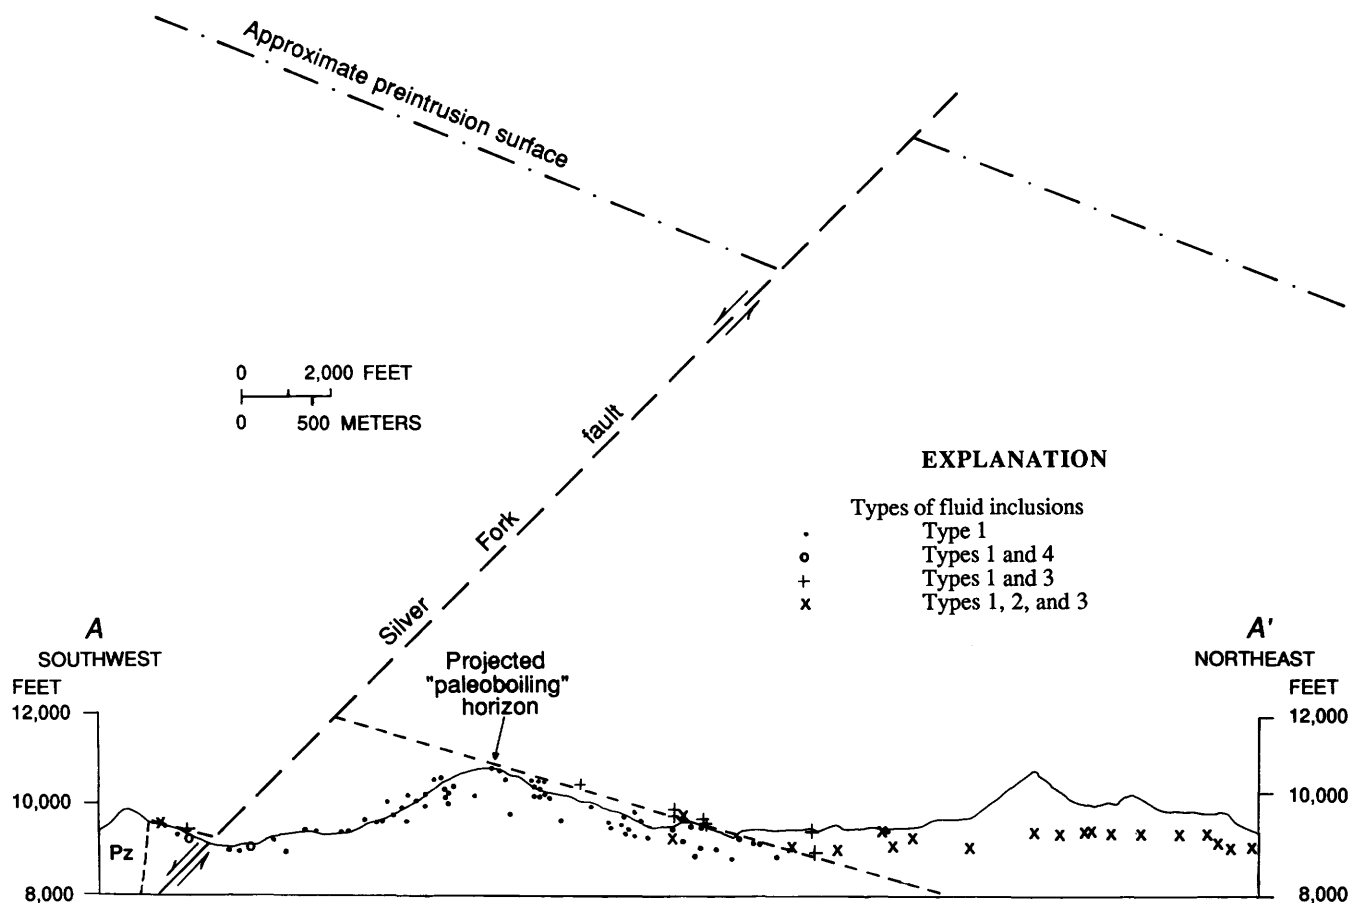 Approximate preintrusion surface
0 2,000 FEET
0 500 METERS
Silver Fork fault
EXPLANATION
Types of fluid inclusions
. Type 1
o Types 1 and 4
+ Types 1 and 3
x Types 1, 2, and 3
A
SOUTHWEST
FEET
12,000
10,000
8,000
Pz
Projected
"paleoboiling"
horizon
A'
NORTHEAST
FEET
12,000
10,000
8,000